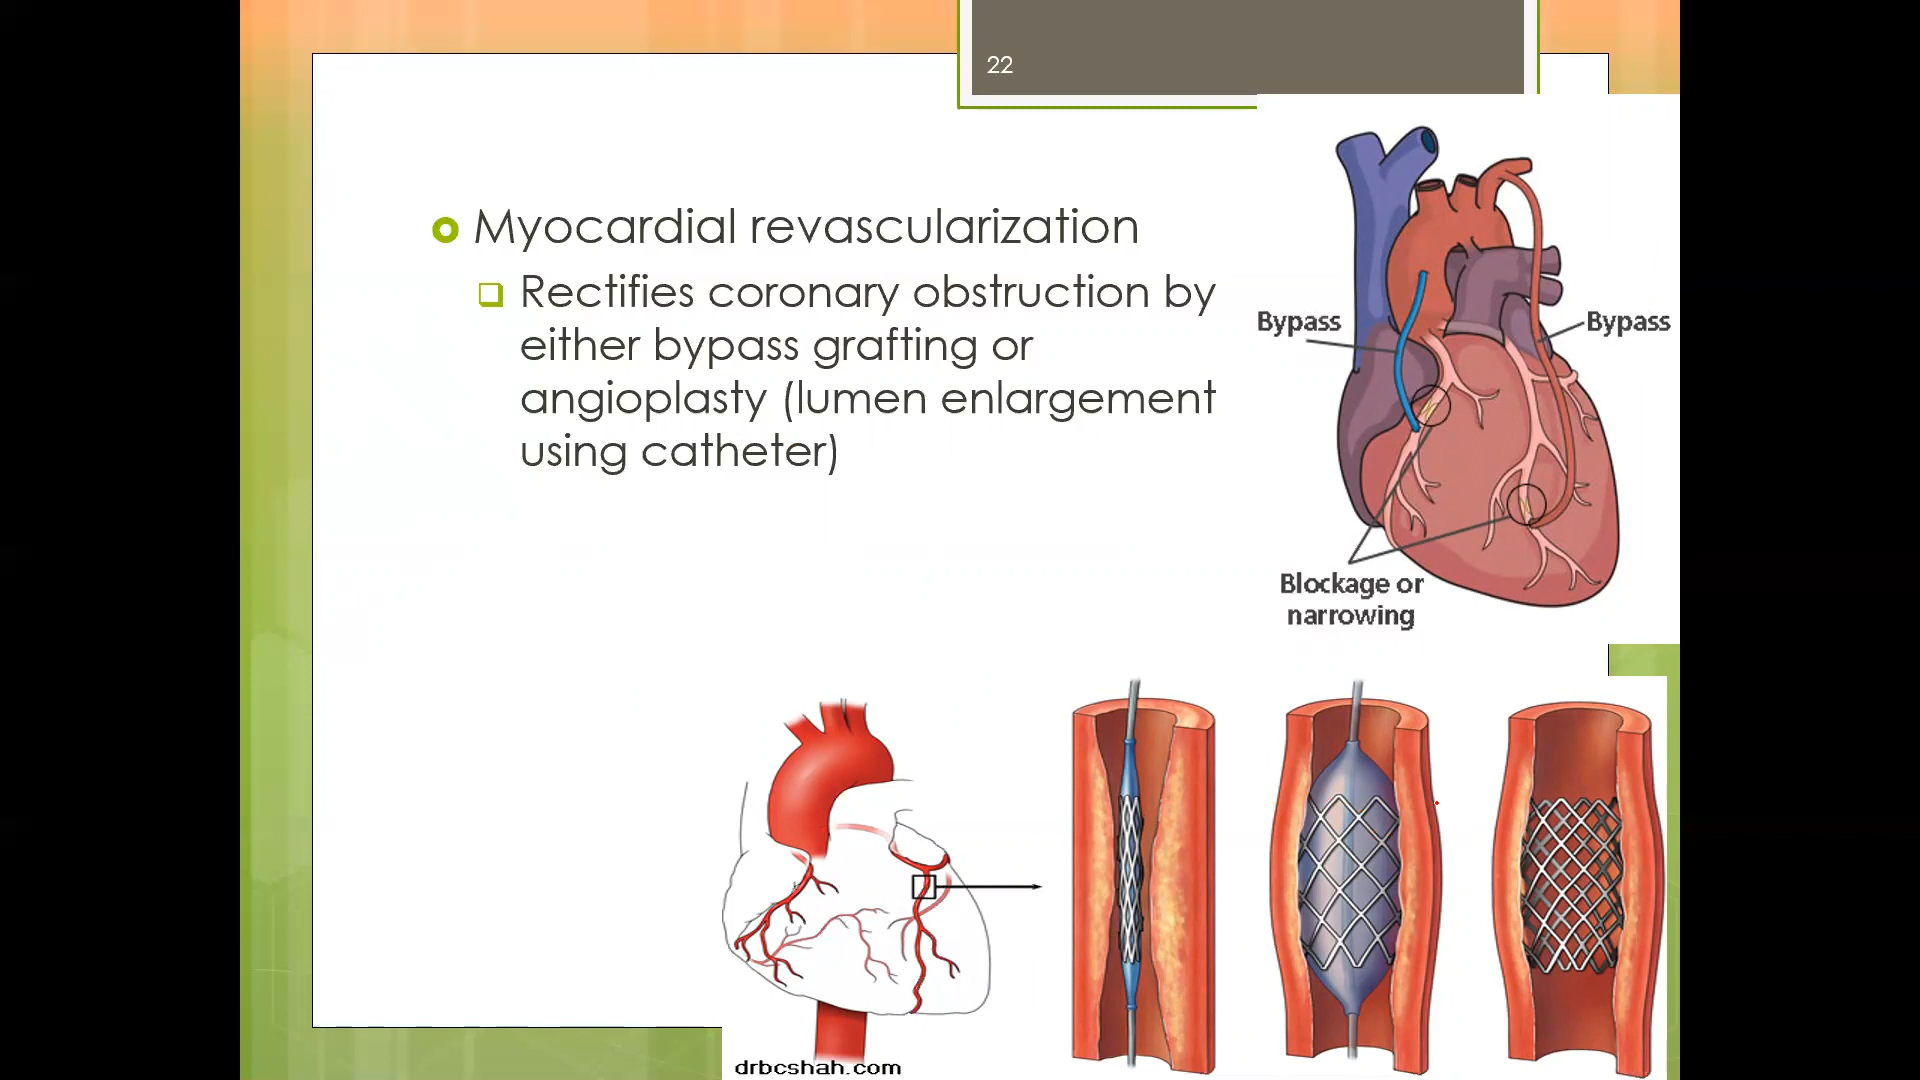 22
Myocardial revascularization
Rectifies coronary obstruction by
either bypass grafting or
angioplasty (lumen enlargement
using catheter)
Bypass
Bypass
Blockage or
narrowing
drbcshah.com